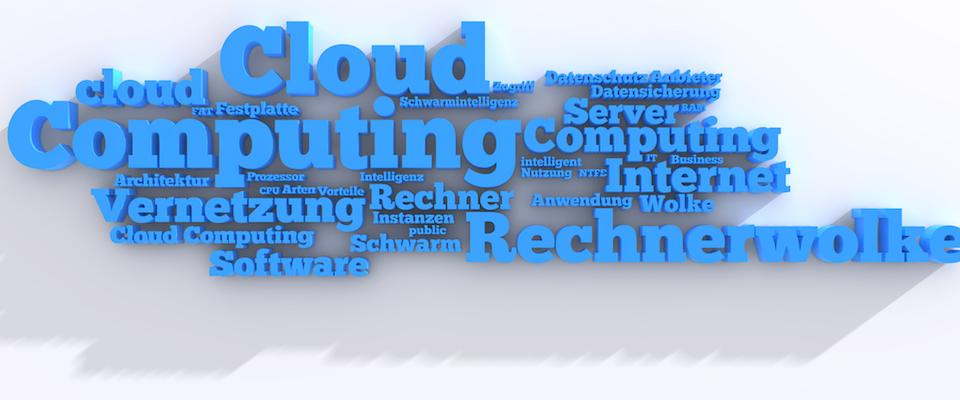 Cloud
cloud
Zugriff
Datenschutz Anbieter
Datensicherung
FAT Festplatte
Schwarmintelligenz
Server
Computing
Computing
intelligent
IT Business
Architektur
Prozessor
Intelligenz
Nutzung NTFS
Internet
CPU Arten Vorteile
Rechner
Vernetzung
Anwendung Wolke
Instanzen
public
Cloud Computing
Schwarm
Rechnerwolke
Software